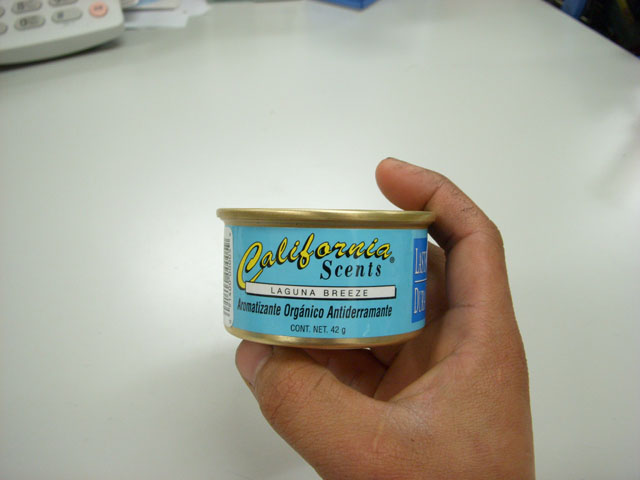 California
Scents®
LAGUNA BREEZE
Aromatizante Orgánico Antiderramante
CONT. NET. 42 g